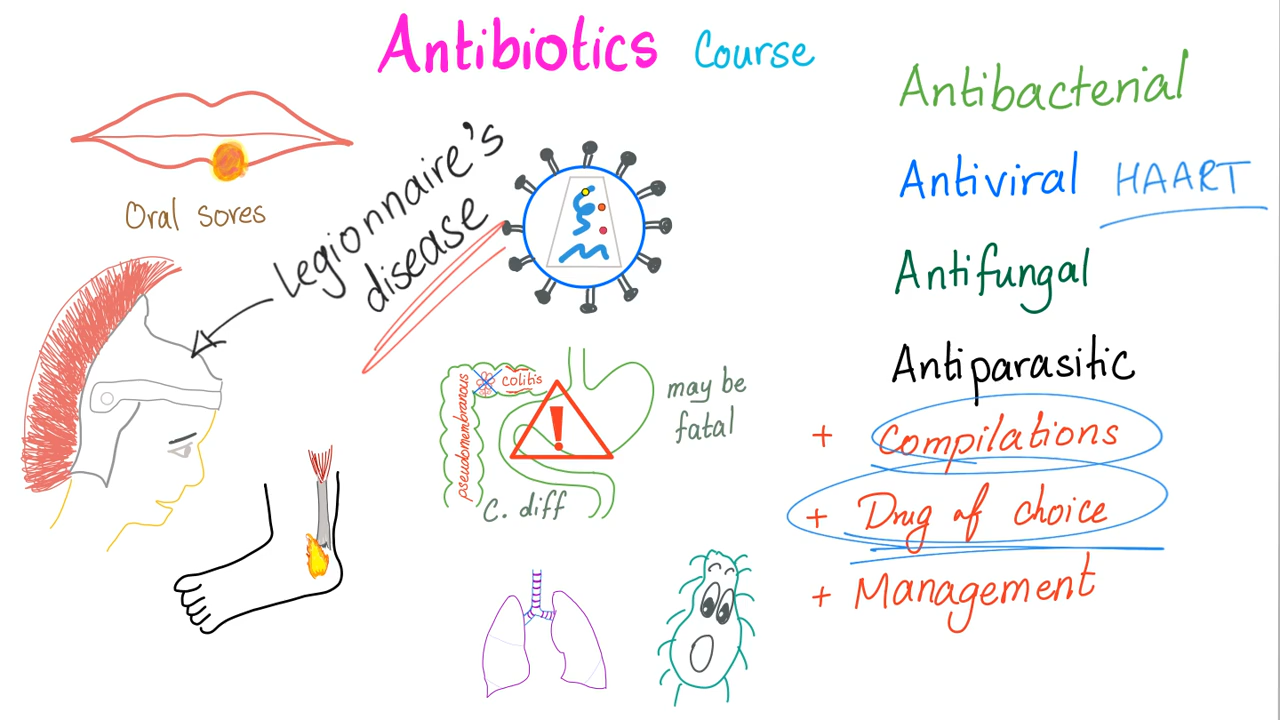 Antibiotics Course
Oral sores
Legionnaire's
disease
pseudomembranous
colitis
may be
fatal
C. diff
Antibacterial
Antiviral HAART
Antifungal
Antiparasitic
+ Compilations
+ Drug of choice
+ Management